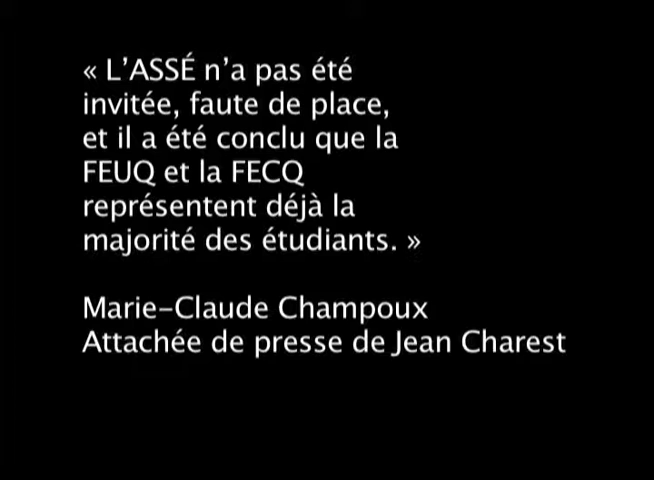 « L’ASSÉ n’a pas été
invitée, faute de place,
et il a été conclu que la
FEUQ et la FECQ
représentent déjà la
majorité des étudiants. »
Marie-Claude Champoux
Attachée de presse de Jean Charest